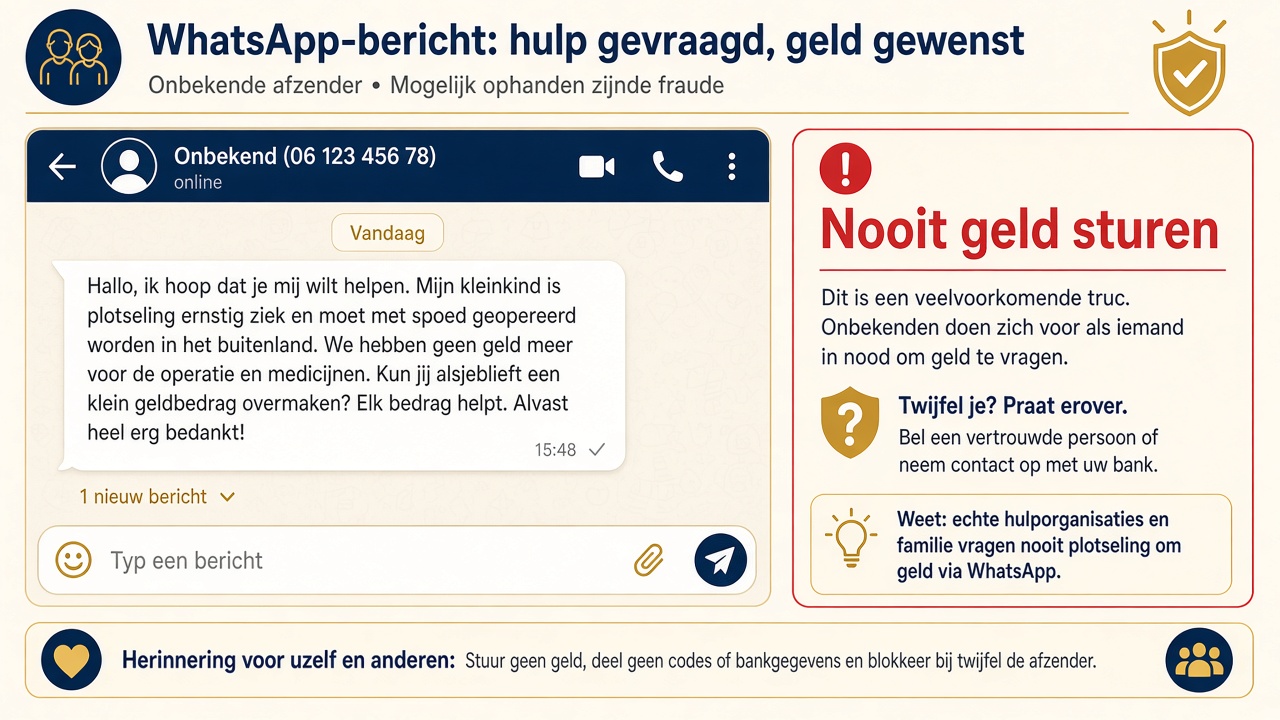 WhatsApp-bericht: hulp gevraagd, geld gewenst
Onbekende afzender • Mogelijk ophanden zijnde fraude
Onbekend (06 123 456 78)
online
Vandaag
Hallo, ik hoop dat je mij wilt helpen. Mijn kleinkind is
plotseling ernstig ziek en moet met spoed geopereerd
worden in het buitenland. We hebben geen geld meer
voor de operatie en medicijnen. Kun jij alsjeblieft een
klein geldbedrag overmaken? Elk bedrag helpt. Alvast
heel erg bedankt!
15:48
1 nieuw bericht
Typ een bericht
Nooit geld sturen
Dit is een veelvoorkomende truc.
Onbekenden doen zich voor als iemand
in nood om geld te vragen.
Twijfel je? Praat erover.
Bel een vertrouwde persoon of
neem contact op met uw bank.
Weet: echte hulporganisaties en
familie vragen nooit plotseling om
geld via WhatsApp.
Herinnering voor uzelf en anderen: Stuur geen geld, deel geen codes of bankgegevens en blokkeer bij twijfel de afzender.